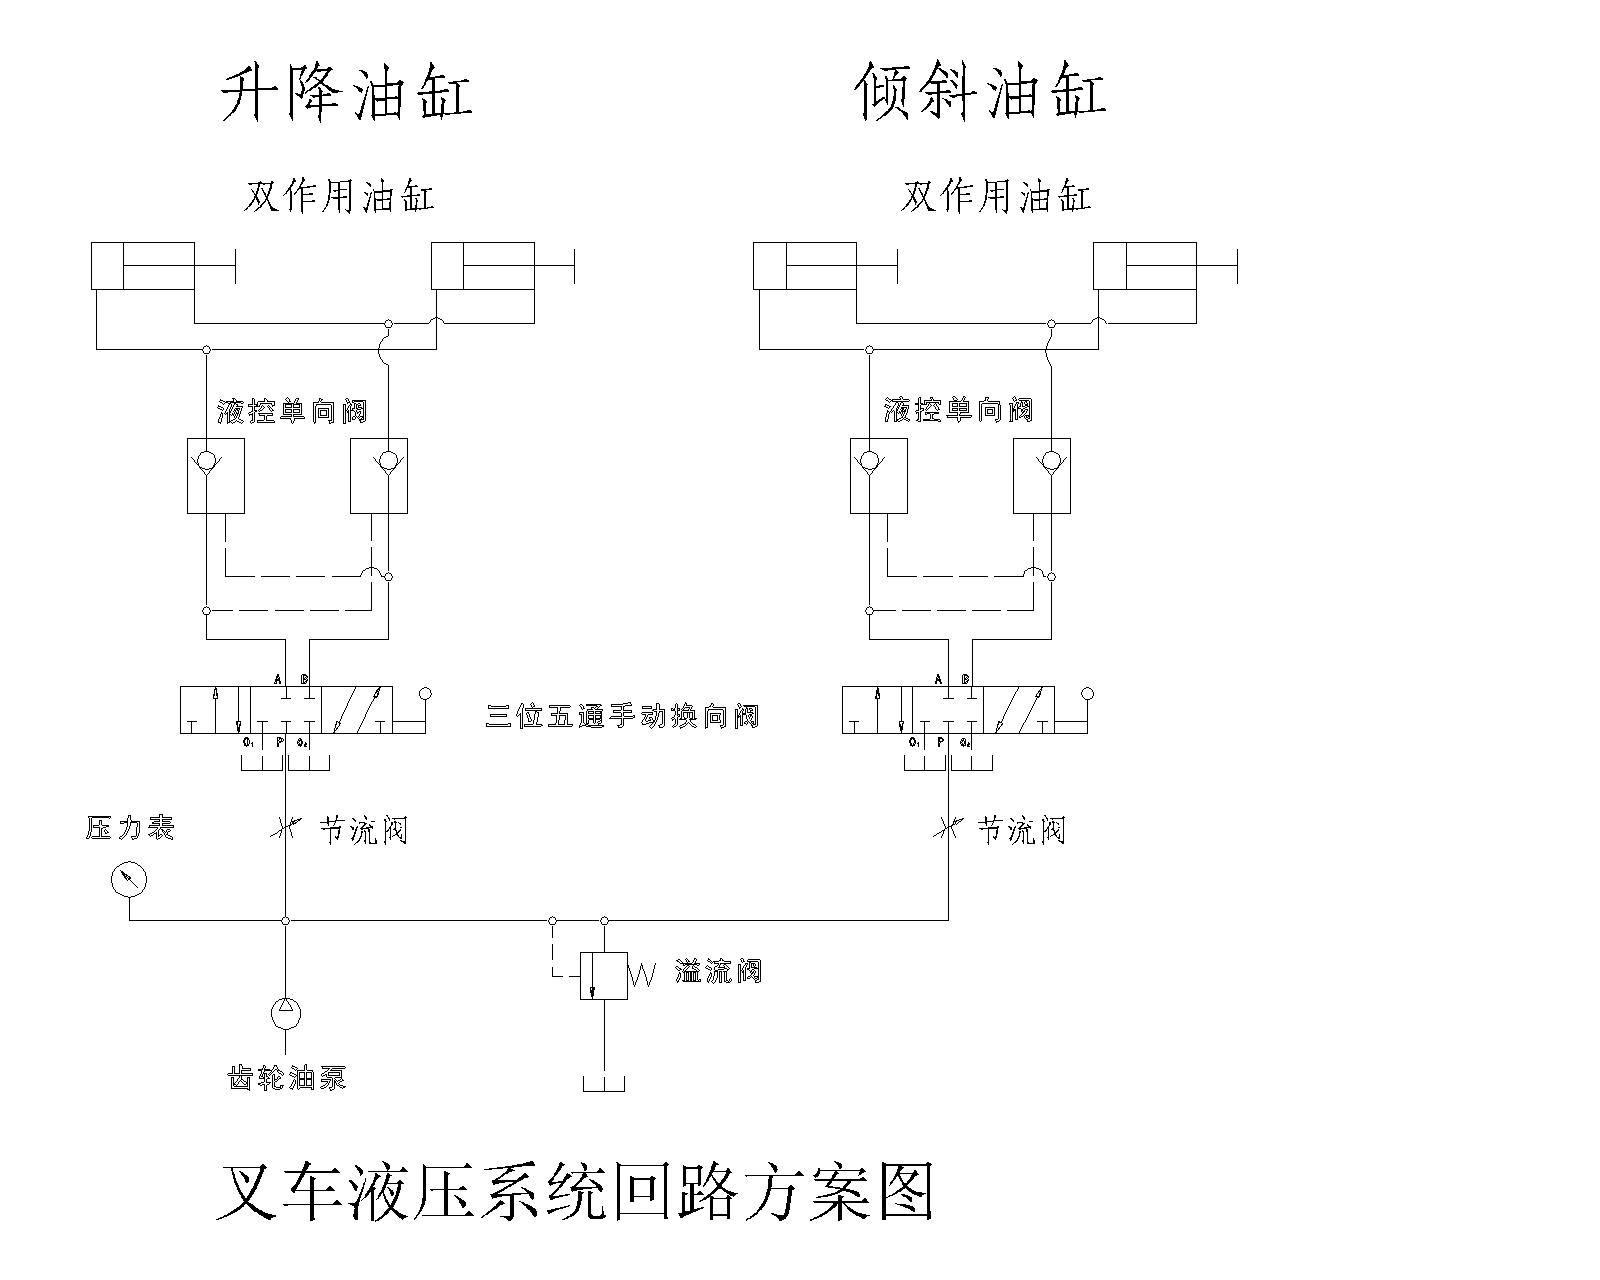 升降油缸 倾斜油缸
双作用油缸 双作用油缸
液控单向阀 液控单向阀
A B A B
三位五通手动换向阀
O₁ P O₂ O₁ P O₂
压力表 节流阀 节流阀
溢流阀
齿轮油泵
叉车液压系统回路方案图